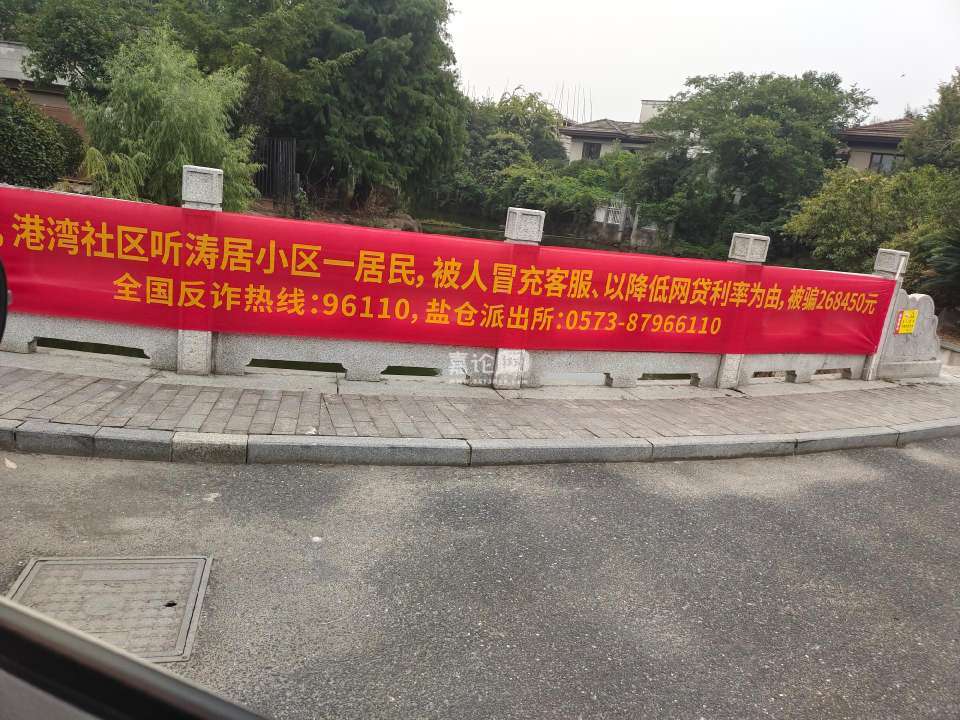 港湾社区听涛居小区一居民,被人冒充客服、以降低网贷利率为由,被骗268450元
全国反诈热线:96110,盐仓派出所:0573-87966110
嘉论